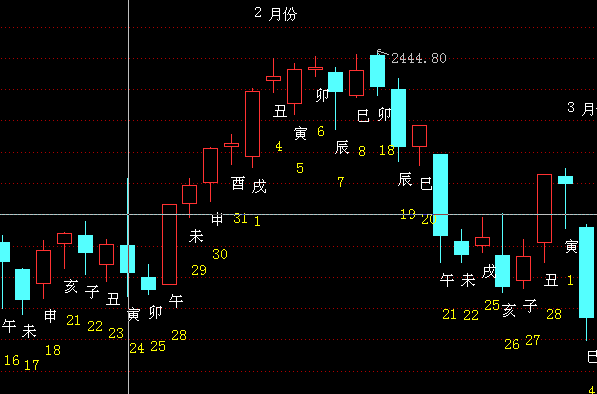 2 月份
2444.80
3 月
午
16
未
17
申
18
亥
21
子
22
丑
23
寅
24
卯
25
午
28
未
29
申
30
酉
31
戌
1
丑
4
寅
5
卯
6
辰
7
巳
8
卯
18
辰
19
巳
20
午
21
未
22
戌
25
亥
26
子
27
丑
28
寅
1
4